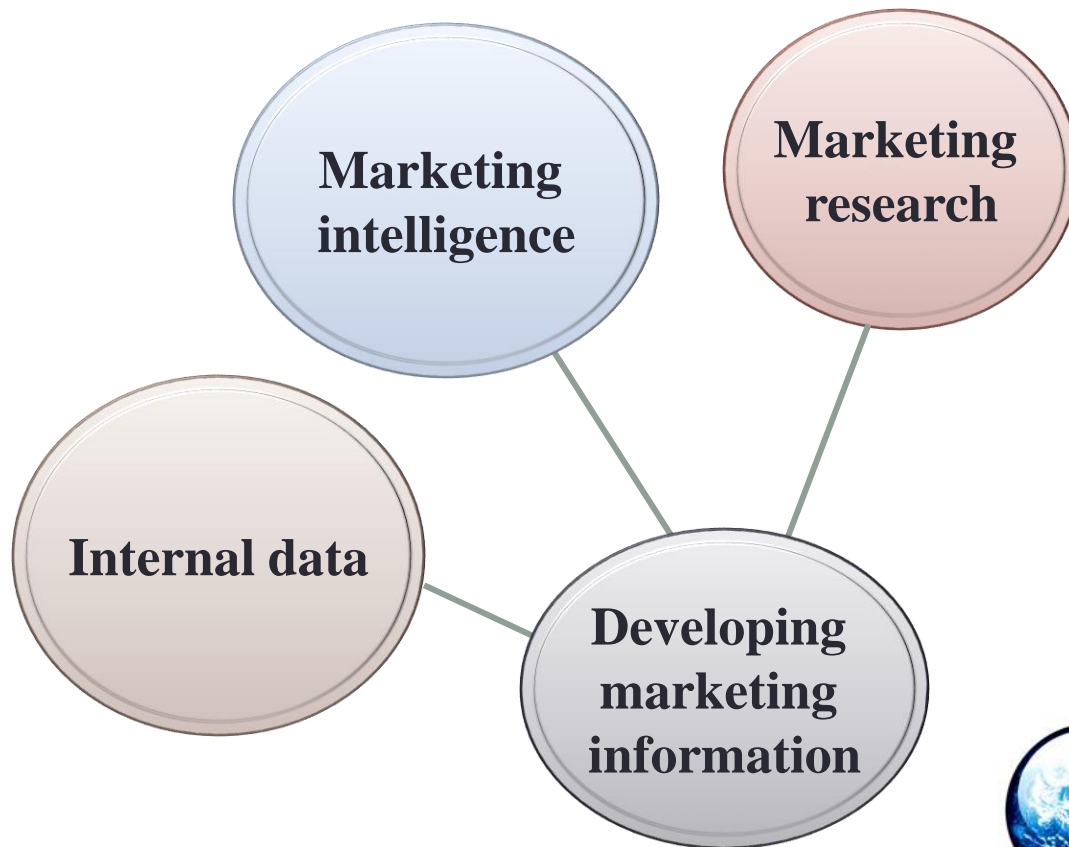 Marketing
intelligence
Marketing
research
Internal data
Developing
marketing
information